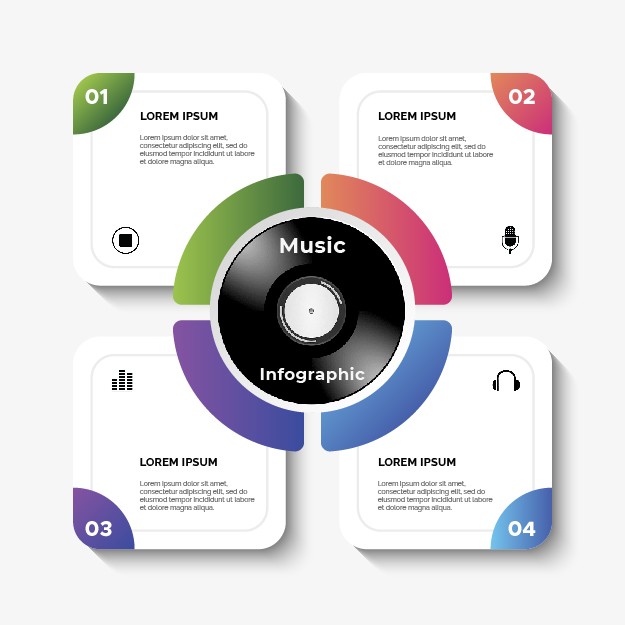 01
LOREM IPSUM
Lorem ipsum dolor sit amet,
consectetur adipiscing elit, sed do
eiusmod tempor incididunt ut labore
et dolore magna aliqua.
02
LOREM IPSUM
Lorem ipsum dolor sit amet,
consectetur adipiscing elit, sed do
eiusmod tempor incididunt ut labore
et dolore magna aliqua.
Music
Infographic
03
LOREM IPSUM
Lorem ipsum dolor sit amet,
consectetur adipiscing elit, sed do
eiusmod tempor incididunt ut labore
et dolore magna aliqua.
04
LOREM IPSUM
Lorem ipsum dolor sit amet,
consectetur adipiscing elit, sed do
eiusmod tempor incididunt ut labore
et dolore magna aliqua.